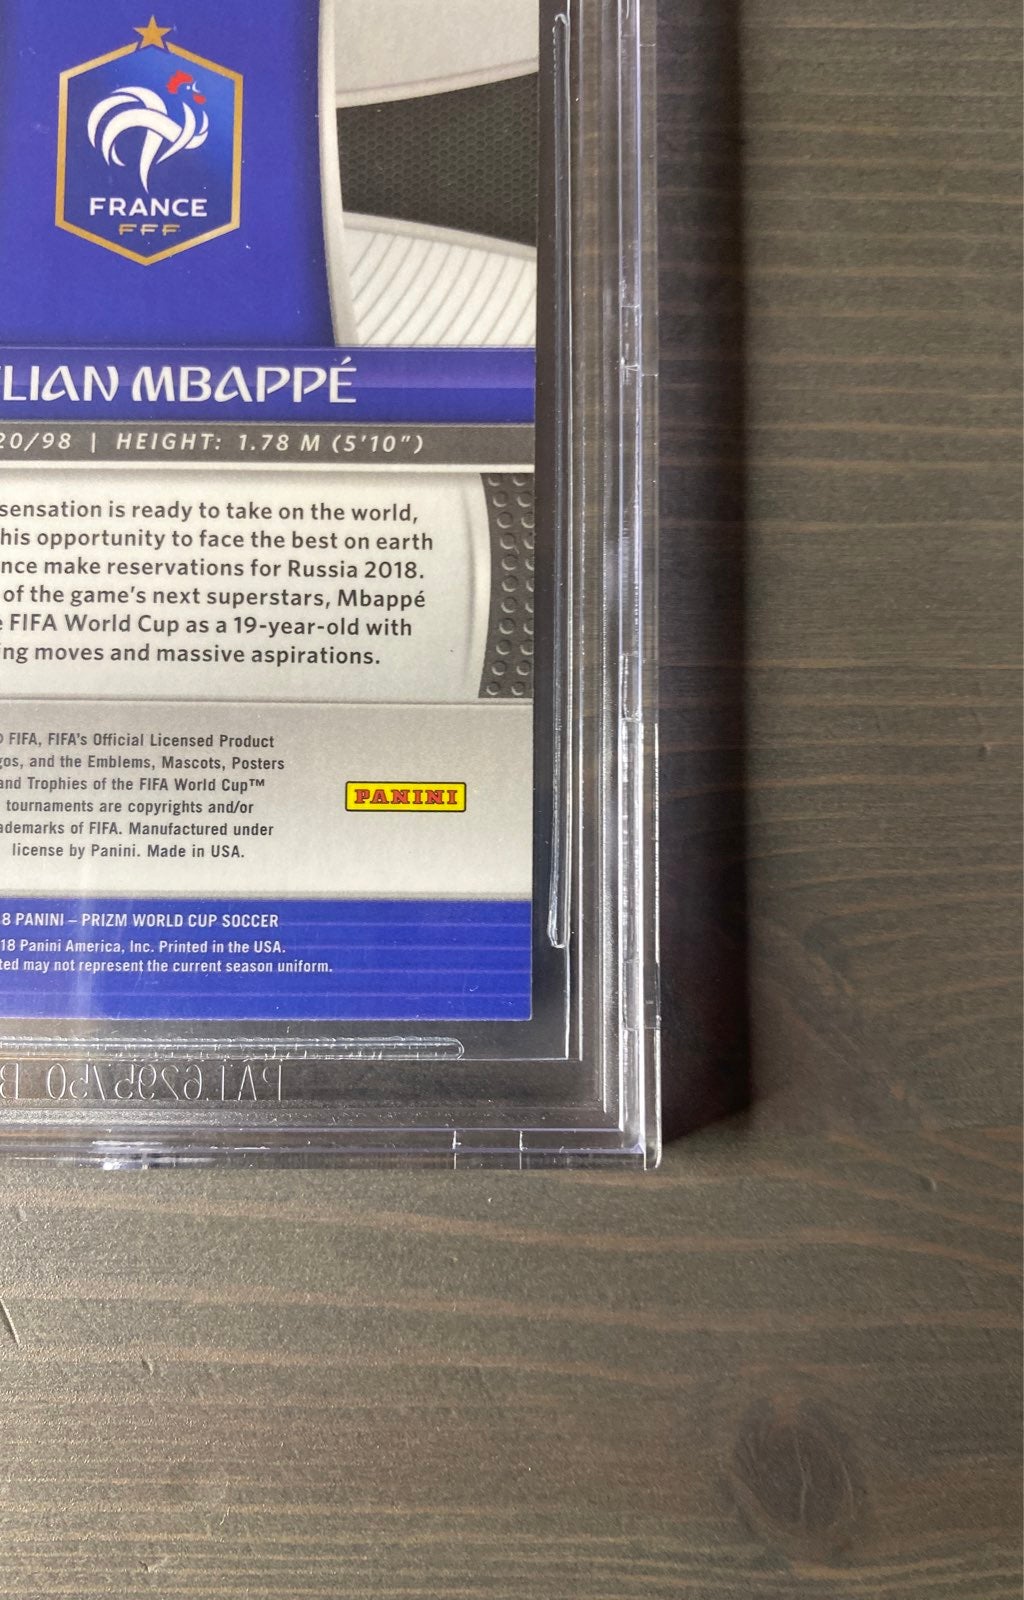 FRANCE
FFF
LIAN MBAPPÉ
20/98 | HEIGHT: 1.78 M (5'10")
sensation is ready to take on the world,
his opportunity to face the best on earth
nce make reservations for Russia 2018.
of the game's next superstars, Mbappé
e FIFA World Cup as a 19-year-old with
ing moves and massive aspirations.
© FIFA, FIFA's Official Licensed Product
gos, and the Emblems, Mascots, Posters
and Trophies of the FIFA World Cup™
tournaments are copyrights and/or
ademarks of FIFA. Manufactured under
license by Panini. Made in USA.
PANINI
8 PANINI – PRIZM WORLD CUP SOCCER
18 Panini America, Inc. Printed in the USA.
ted may not represent the current season uniform.